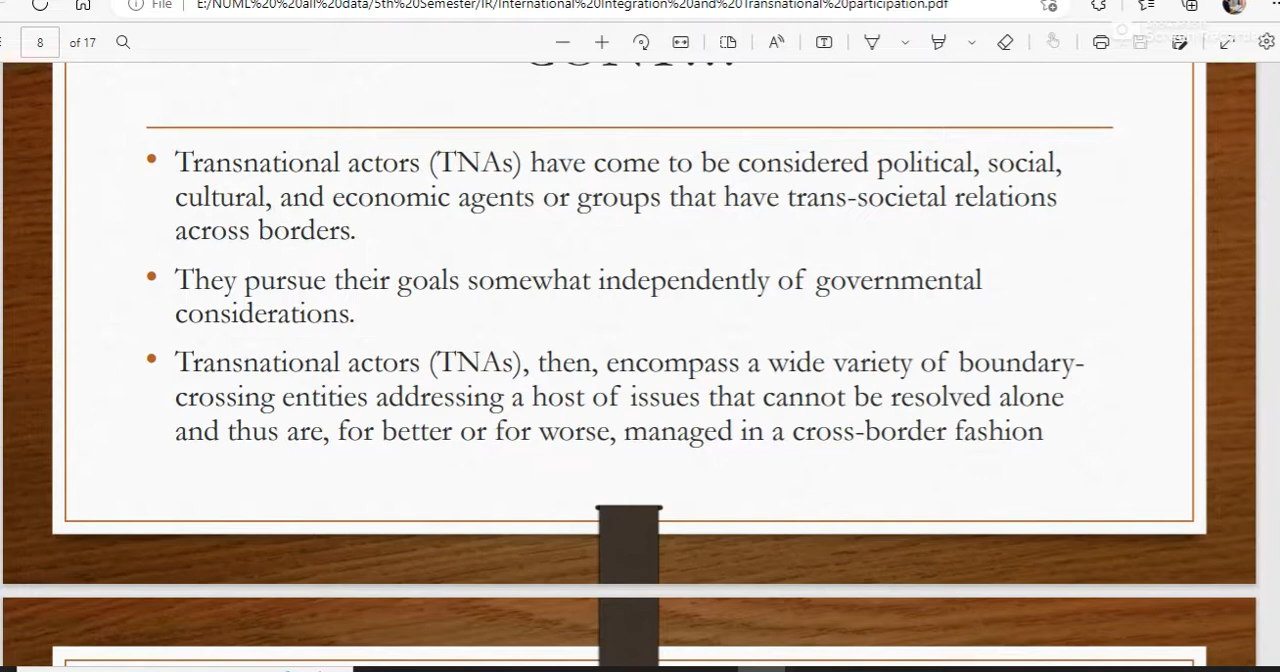 File
E:/NUML%20%20all%20data/5th%20Semester/IR/International%20Integration%20and%20Transnational%20participation.pdf
8 of 17
CONT...
• Transnational actors (TNAs) have come to be considered political, social,
cultural, and economic agents or groups that have trans-societal relations
across borders.
• They pursue their goals somewhat independently of governmental
considerations.
• Transnational actors (TNAs), then, encompass a wide variety of boundary-
crossing entities addressing a host of issues that cannot be resolved alone
and thus are, for better or for worse, managed in a cross-border fashion